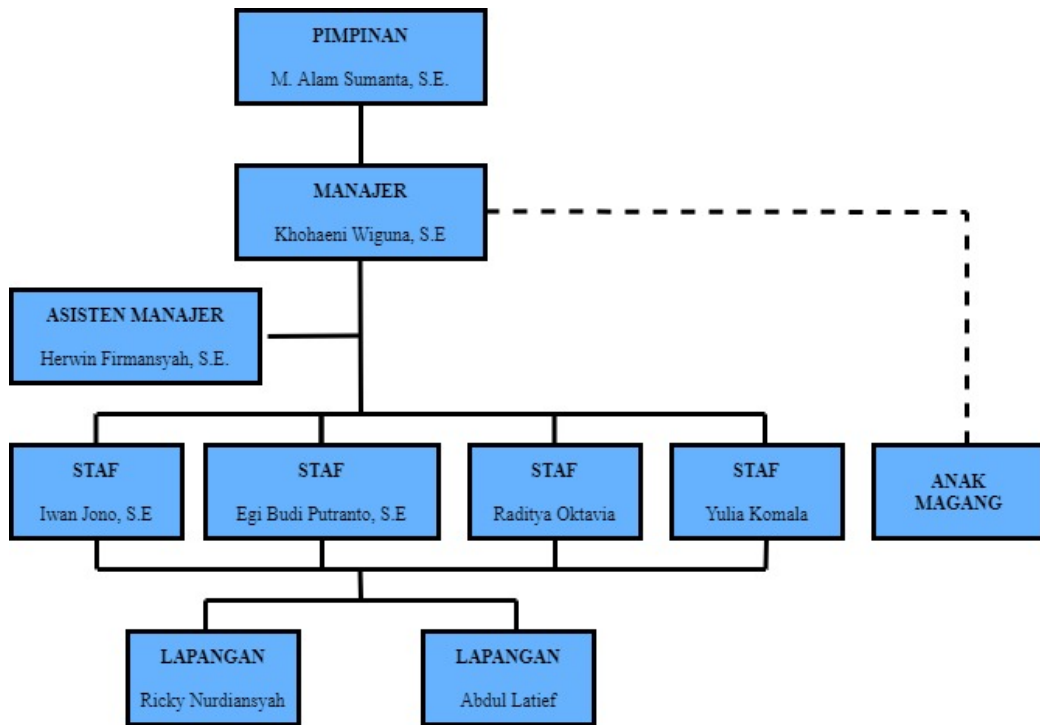 PIMPINAN
M. Alam Sumanta, S.E.
MANAJER
Khohaeni Wiguna, S.E
ASISTEN MANAJER
Herwin Firmansyah, S.E.
STAF
Iwan Jono, S.E
STAF
Egi Budi Putranto, S.E
STAF
Raditya Oktavia
STAF
Yulia Komala
ANAK
MAGANG
LAPANGAN
Ricky Nurdiansyah
LAPANGAN
Abdul Latief